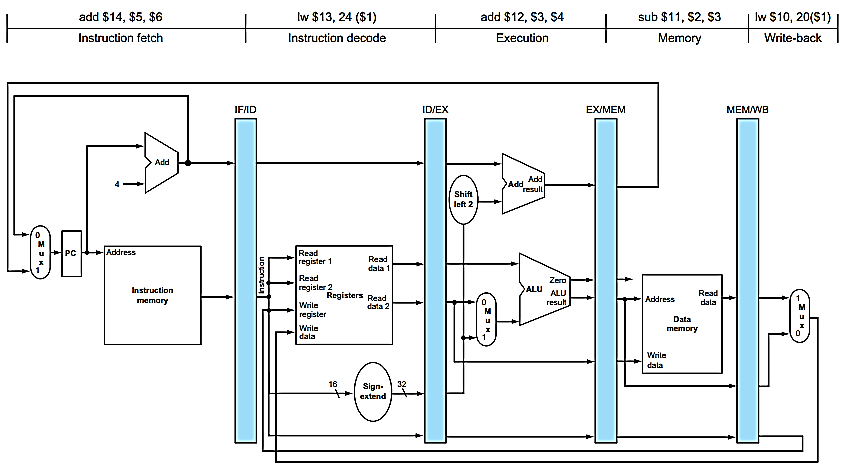 add $14, $5, $6
lw $13, 24 ($1)
add $12, $3, $4
sub $11, $2, $3
lw $10, 20($1)
Instruction fetch
Instruction decode
Execution
Memory
Write-back
IF/ID
ID/EX
EX/MEM
MEM/WB
Add
4
Shift
left 2
Add
Add
result
0
M
u
x
1
PC
Address
Instruction
memory
Instruction
Read
register 1
Read
register 2
Write
register
Write
data
Registers
Read
data 1
Read
data 2
16
Sign-
extend
32
0
M
u
x
1
ALU
Zero
ALU
result
Address
Read
data
Data
memory
Write
data
1
M
u
x
0